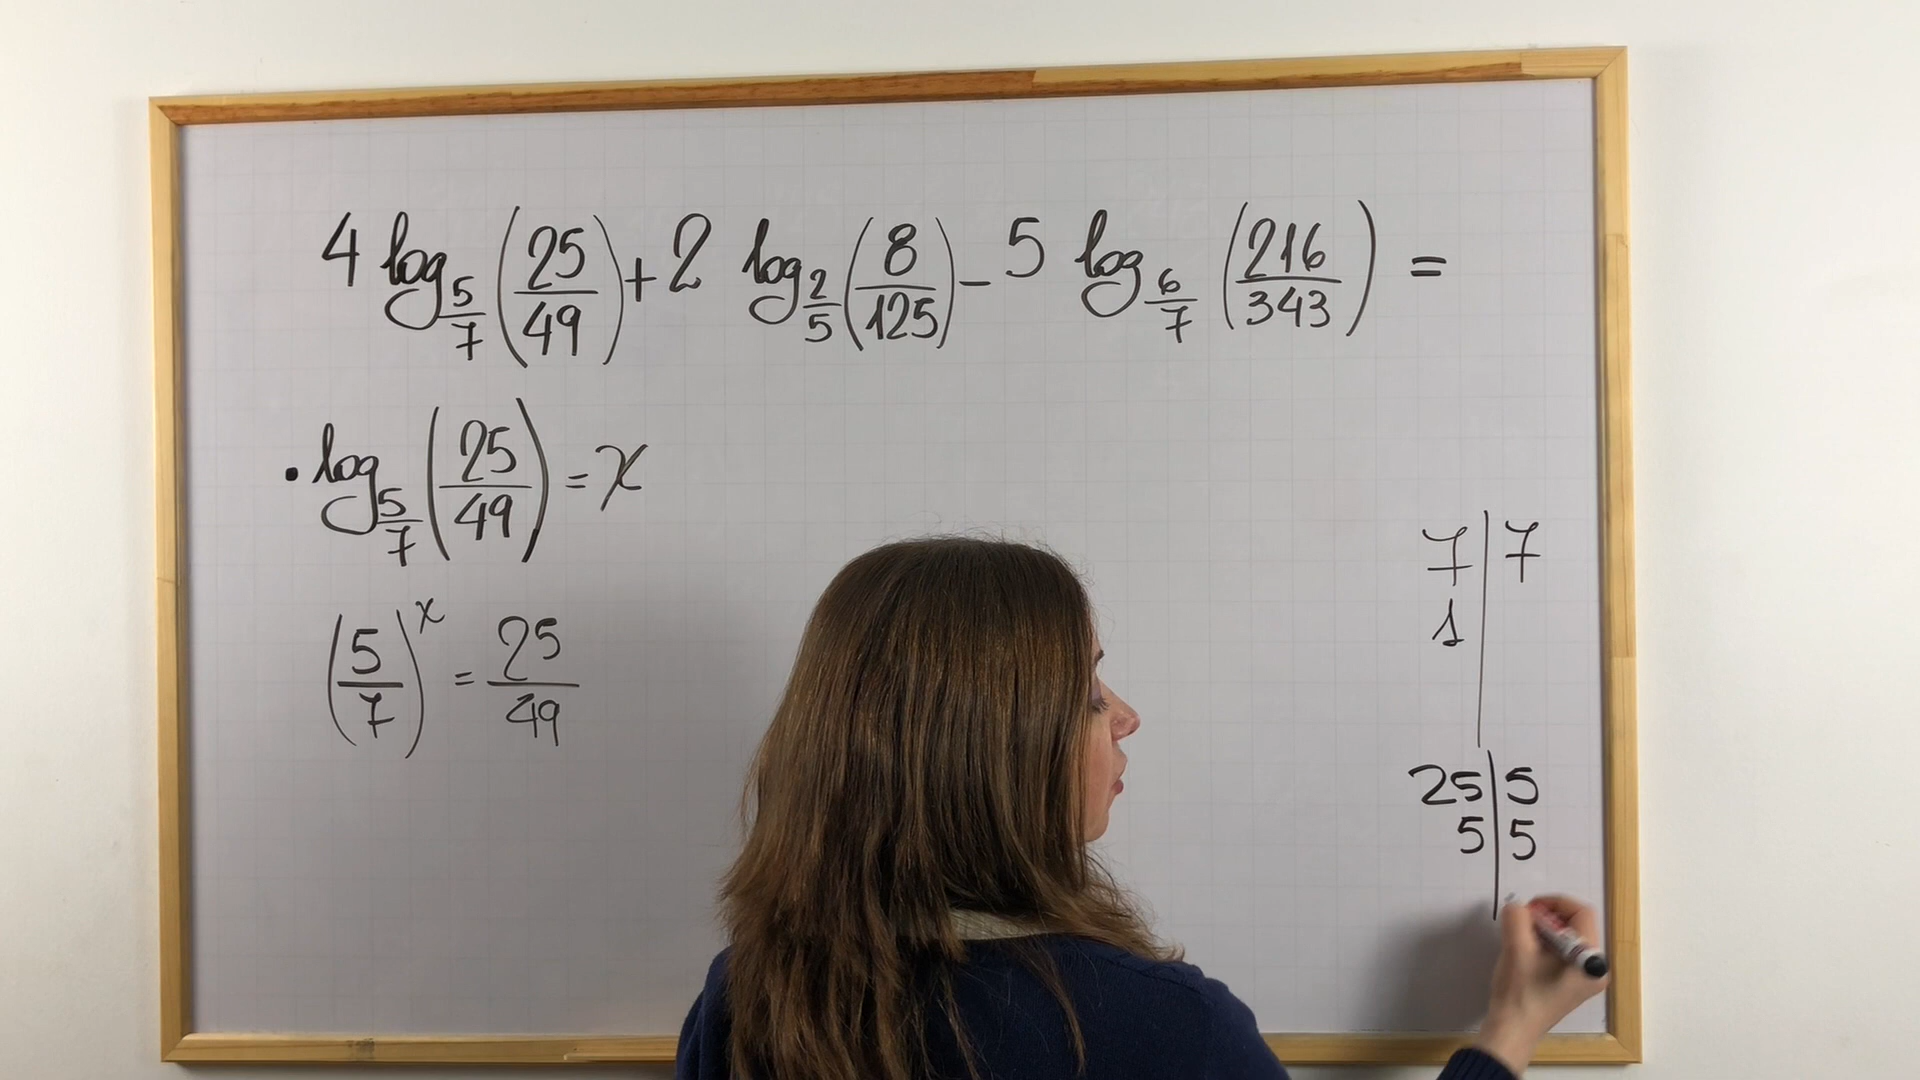 4 log_{5/7} (25/49) + 2 log_{2/5} (8/125) - 5 log_{6/7} (216/343) =
• log_{5/7} (25/49) = x
(5/7)^x = 25/49
7 | 7
1 |
25 | 5
5 | 5